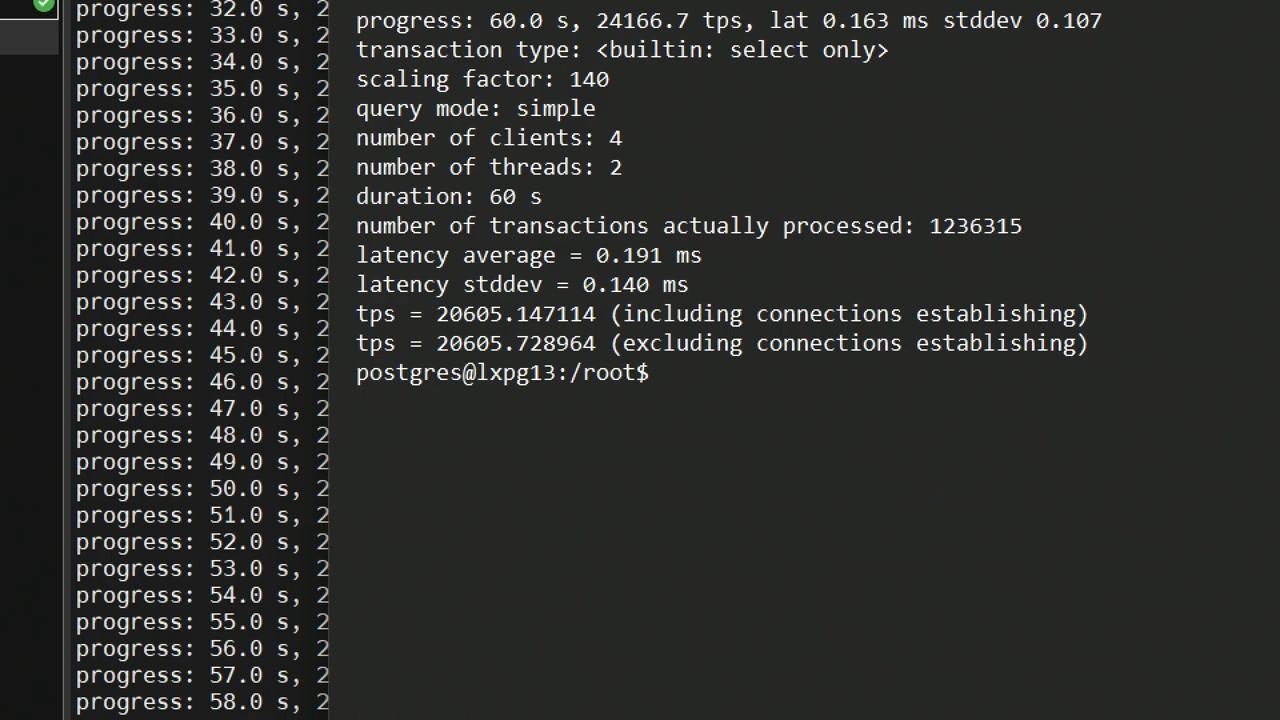 progress: 32.0 s, 2
progress: 33.0 s, 2
progress: 34.0 s, 2
progress: 35.0 s, 2
progress: 36.0 s, 2
progress: 37.0 s, 2
progress: 38.0 s, 2
progress: 39.0 s, 2
progress: 40.0 s, 2
progress: 41.0 s, 2
progress: 42.0 s, 2
progress: 43.0 s, 2
progress: 44.0 s, 2
progress: 45.0 s, 2
progress: 46.0 s, 2
progress: 47.0 s, 2
progress: 48.0 s, 2
progress: 49.0 s, 2
progress: 50.0 s, 2
progress: 51.0 s, 2
progress: 52.0 s, 2
progress: 53.0 s, 2
progress: 54.0 s, 2
progress: 55.0 s, 2
progress: 56.0 s, 2
progress: 57.0 s, 2
progress: 58.0 s, 2
progress: 60.0 s, 24166.7 tps, lat 0.163 ms stddev 0.107
transaction type: <builtin: select only>
scaling factor: 140
query mode: simple
number of clients: 4
number of threads: 2
duration: 60 s
number of transactions actually processed: 1236315
latency average = 0.191 ms
latency stddev = 0.140 ms
tps = 20605.147114 (including connections establishing)
tps = 20605.728964 (excluding connections establishing)
postgres@lxpg13:/root$